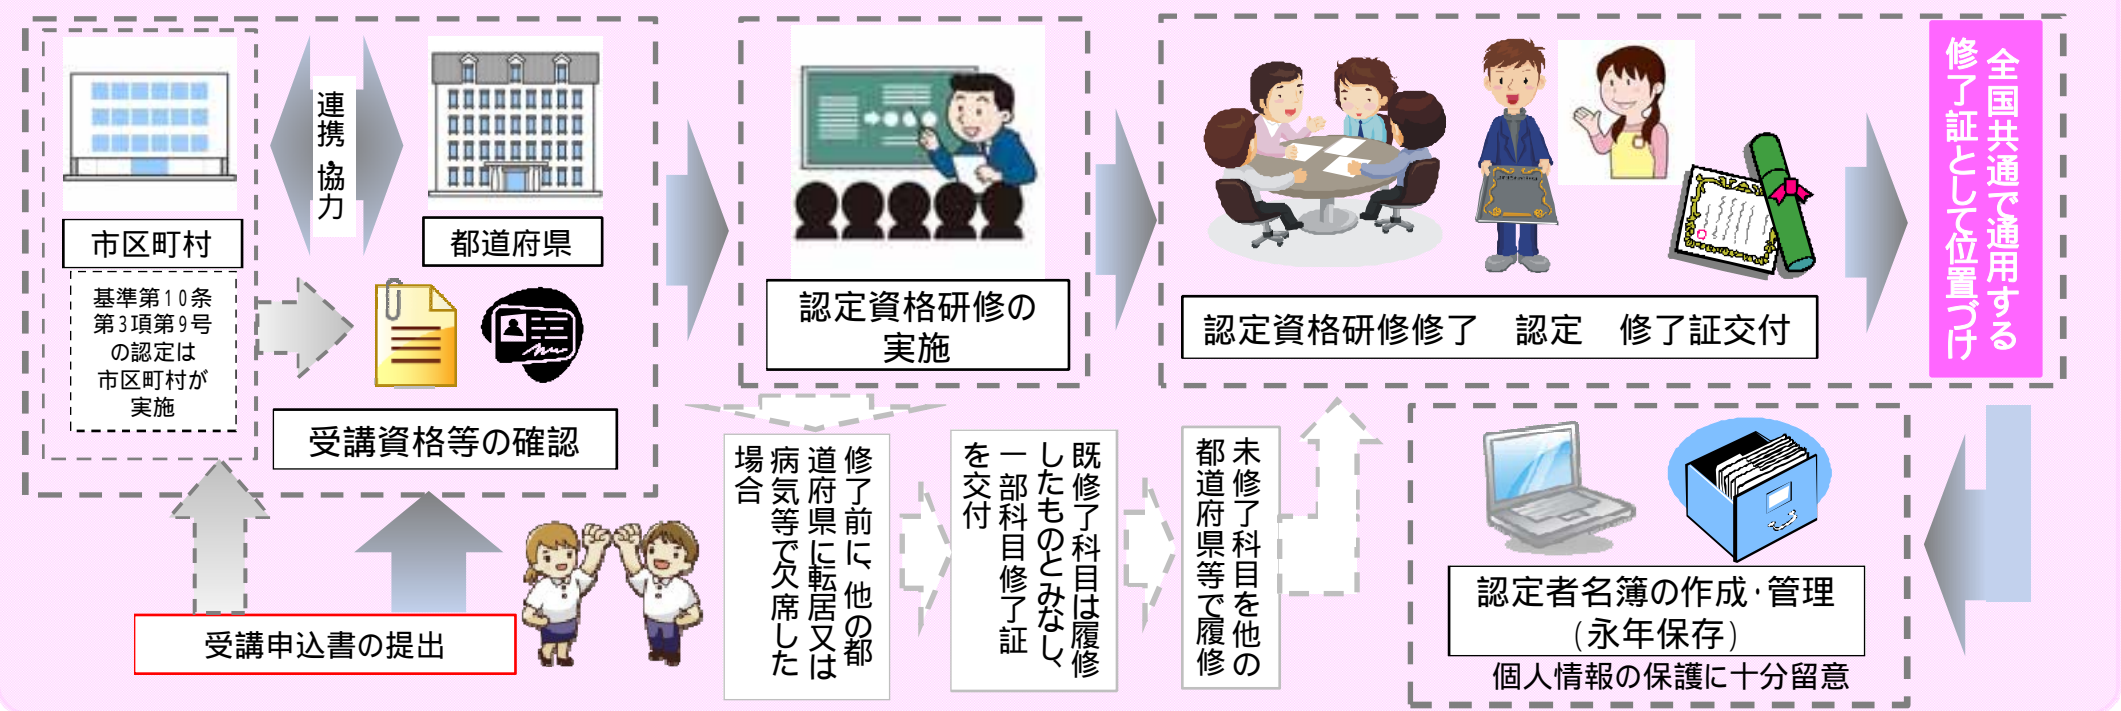 市区町村
基準第10条
第3項第9号
の認定は
市区町村が
実施
連携・協力
都道府県
受講資格等の確認
受講申込書の提出
認定資格研修の
実施
認定資格研修修了　認定　修了証交付
全国共通で通用する
修了証として位置づけ
修了前に、他の都
道府県に転居又は
病気等で欠席した
場合
既修了科目は履修
したものとみなし、
一部科目修了証
を交付
未修了科目を他の
都道府県等で履修
認定者名簿の作成・管理
(永年保存)
個人情報の保護に十分留意